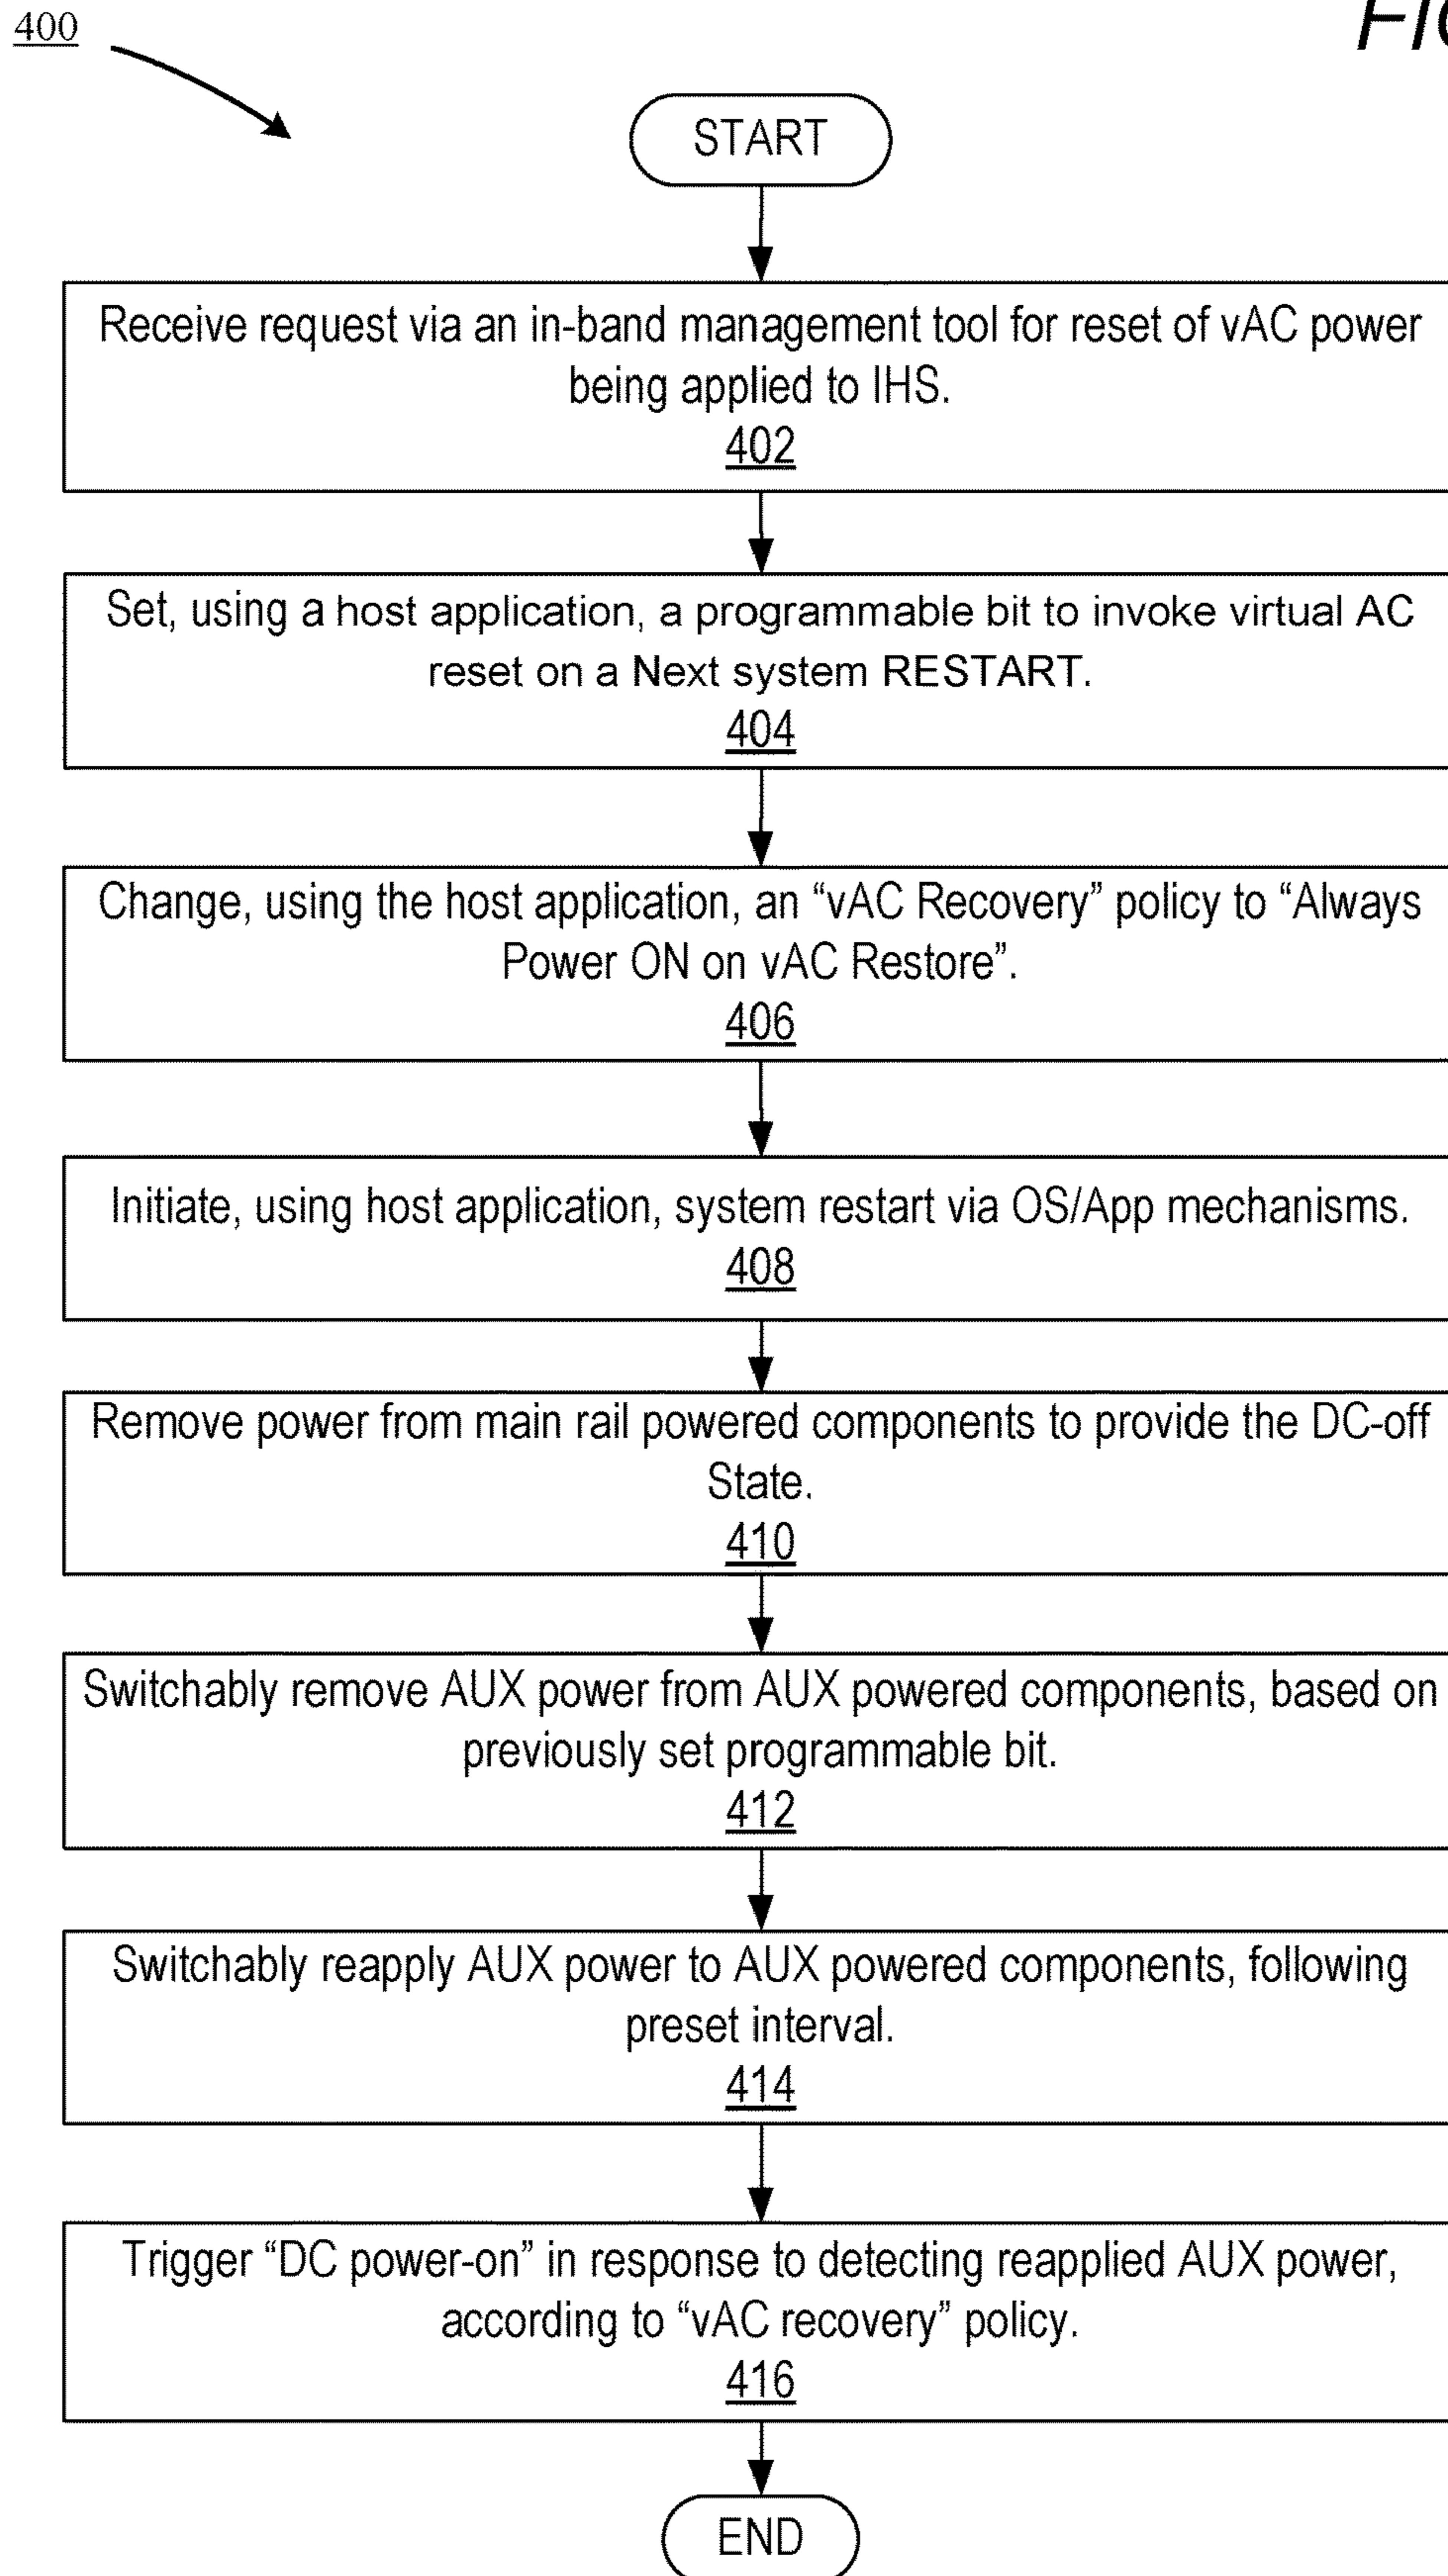 400
START
Receive request via an in-band management tool for reset of vAC power
being applied to IHS.
402
Set, using a host application, a programmable bit to invoke virtual AC
reset on a Next system RESTART.
404
Change, using the host application, an “vAC Recovery” policy to “Always
Power ON on vAC Restore”.
406
Initiate, using host application, system restart via OS/App mechanisms.
408
Remove power from main rail powered components to provide the DC-off
State.
410
Switchably remove AUX power from AUX powered components, based on
previously set programmable bit.
412
Switchably reapply AUX power to AUX powered components, following
preset interval.
414
Trigger “DC power-on” in response to detecting reapplied AUX power,
according to “vAC recovery” policy.
416
END